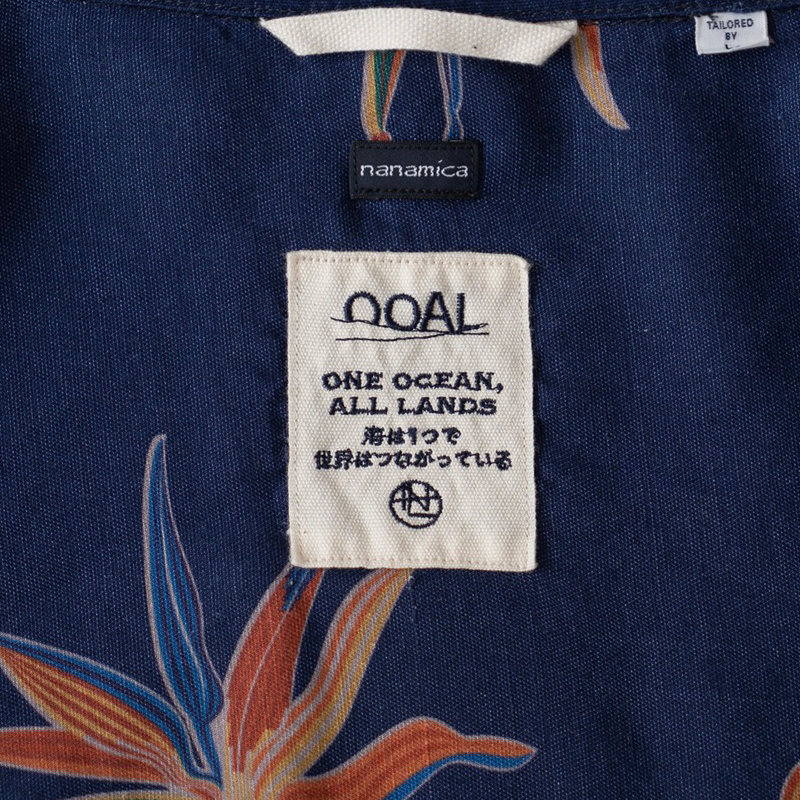 TAILORED
BY
nanamica
OOAL
ONE OCEAN,
ALL LANDS
海は1つで
世界はつながっている